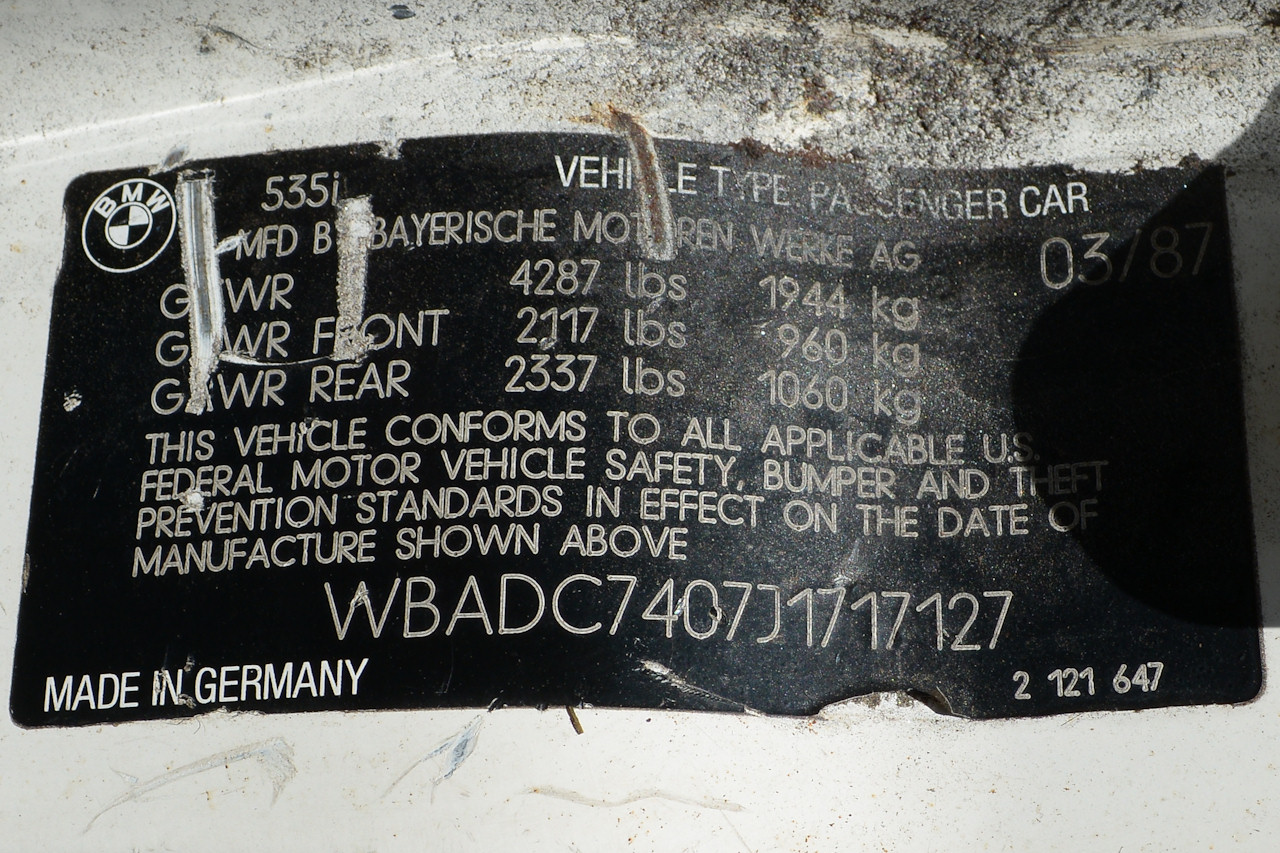 BMW
535i
VEHICLE TYPE PASSENGER CAR
MFD BY BAYERISCHE MOTOREN WERKE AG 03/87
GVWR 4287 lbs 1944 kg
GAWR FRONT 2117 lbs 960 kg
GAWR REAR 2337 lbs 1060 kg
THIS VEHICLE CONFORMS TO ALL APPLICABLE U.S.
FEDERAL MOTOR VEHICLE SAFETY, BUMPER AND THEFT
PREVENTION STANDARDS IN EFFECT ON THE DATE OF
MANUFACTURE SHOWN ABOVE
WBADC7407J1717127
MADE IN GERMANY
2 121 647